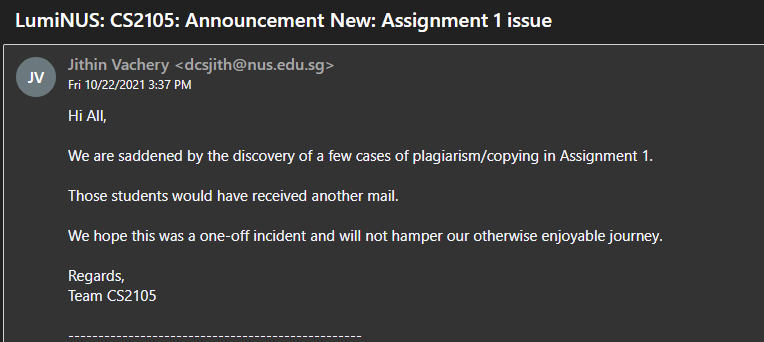 LumiNUS: CS2105: Announcement New: Assignment 1 issue
JV
Jithin Vachery <dcsjith@nus.edu.sg>
Fri 10/22/2021 3:37 PM
Hi All,
We are saddened by the discovery of a few cases of plagiarism/copying in Assignment 1.
Those students would have received another mail.
We hope this was a one-off incident and will not hamper our otherwise enjoyable journey.
Regards,
Team CS2105
-------------------------------------------------